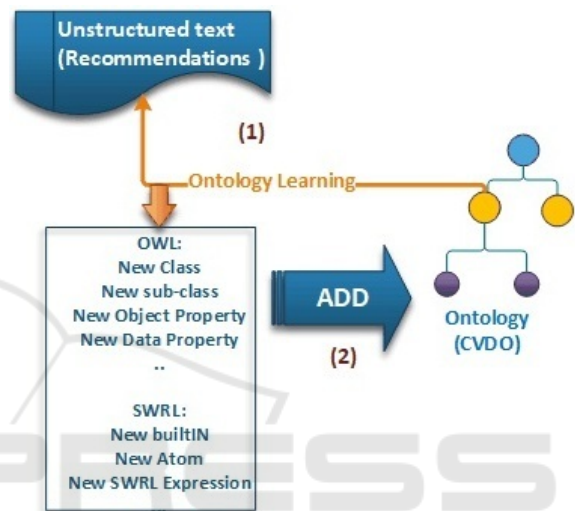 Unstructured text
(Recommendations )
(1)
Ontology Learning
OWL:
New Class
New sub-class
New Object Property
New Data Property
..
SWRL:
New builtIN
New Atom
New SWRL Expression
..
ADD
(2)
Ontology
(CVDO)
PRESS